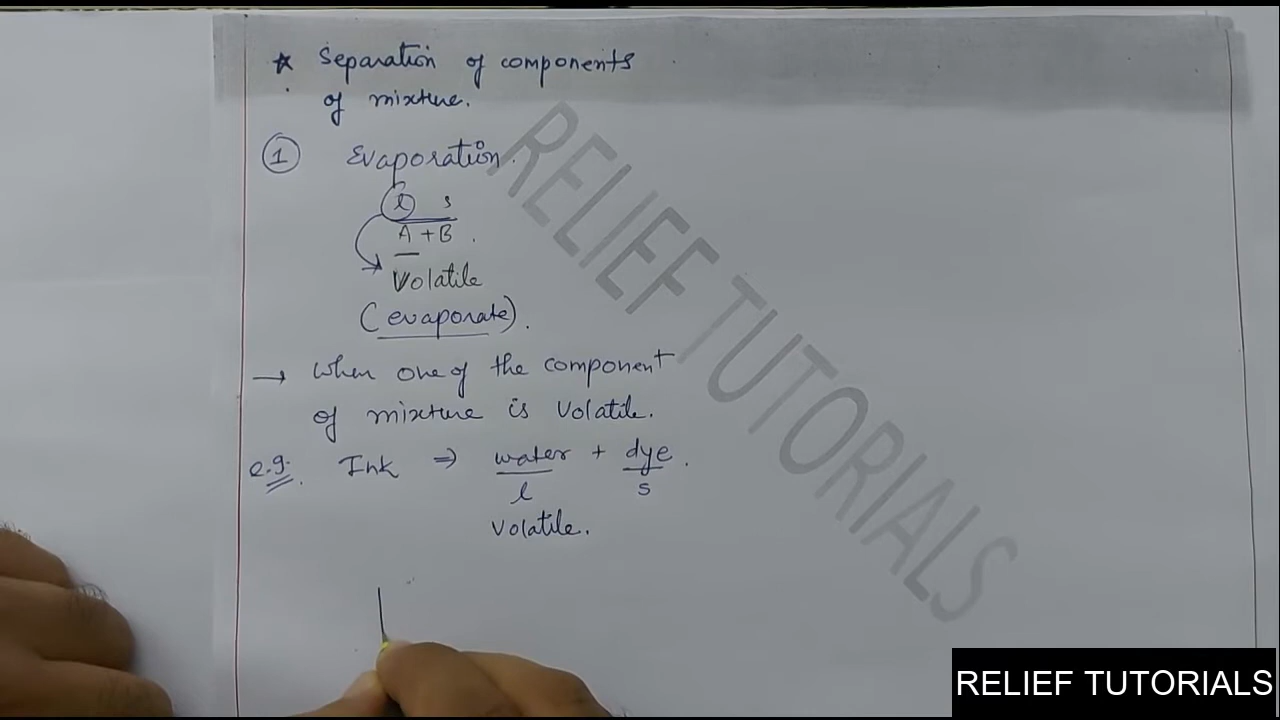 * Separation of components
of mixture.
① Evaporation.
l s
A + B.
Volatile
(evaporate).
→ When one of the component
of mixture is volatile.
e.g. Ink ⇒ water + dye.
l s
Volatile.
RELIEF TUTORIALS
RELIEF TUTORIALS